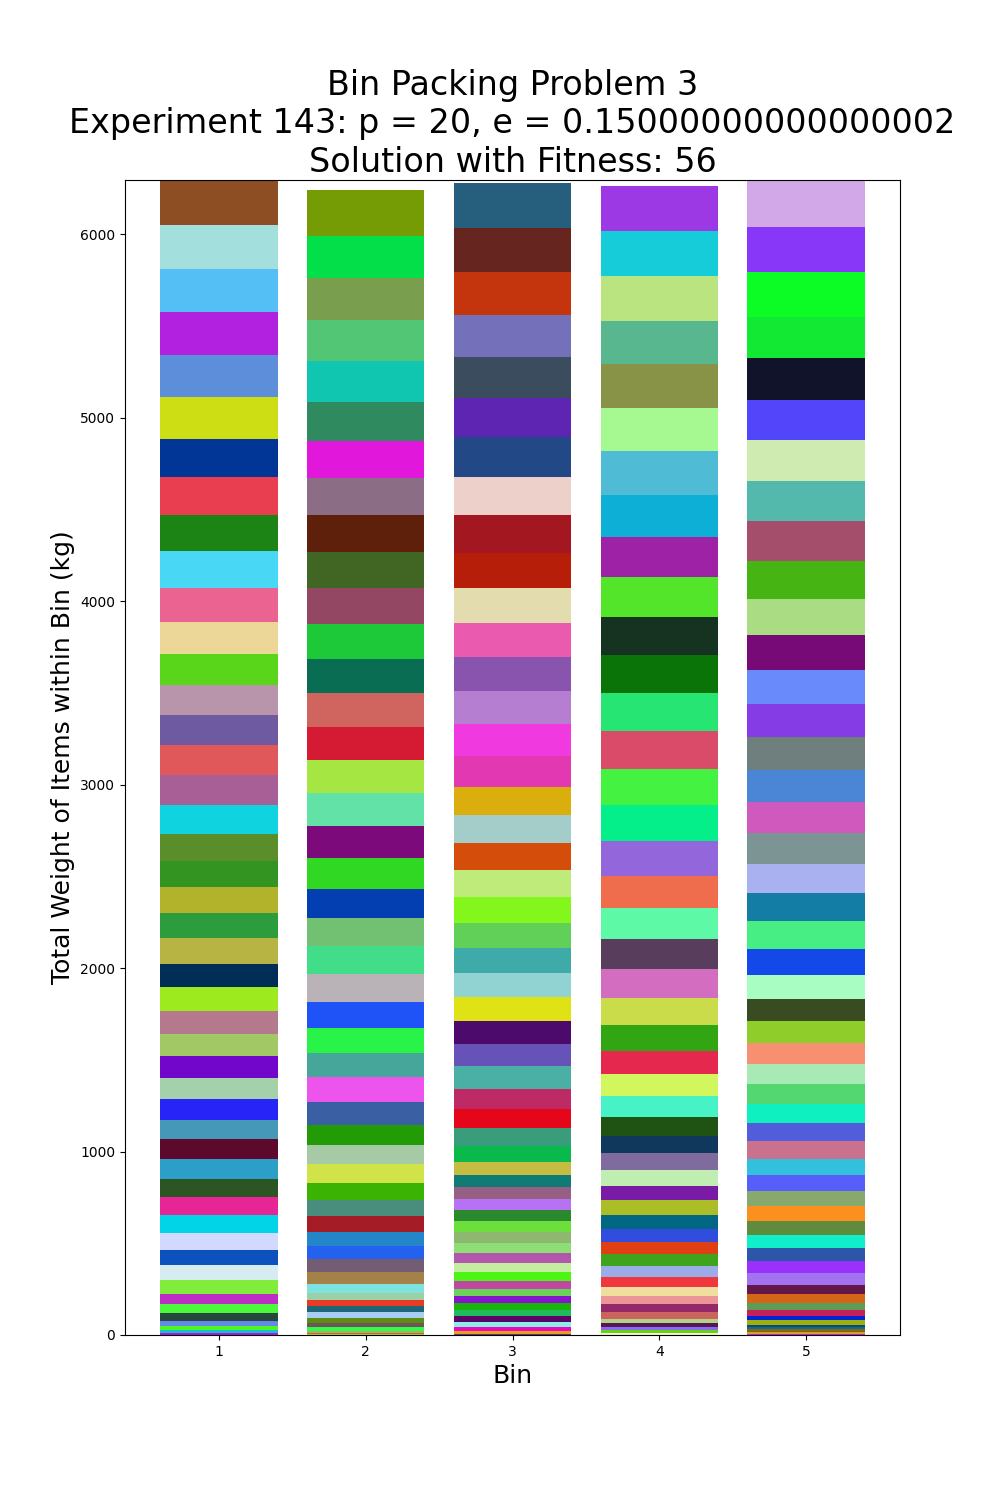 Bin Packing Problem 3
Experiment 143: p = 20, e = 0.15000000000000002
Solution with Fitness: 56
Total Weight of Items within Bin (kg)
6000
5000
4000
3000
2000
1000
0
1 2 3 4 5
Bin